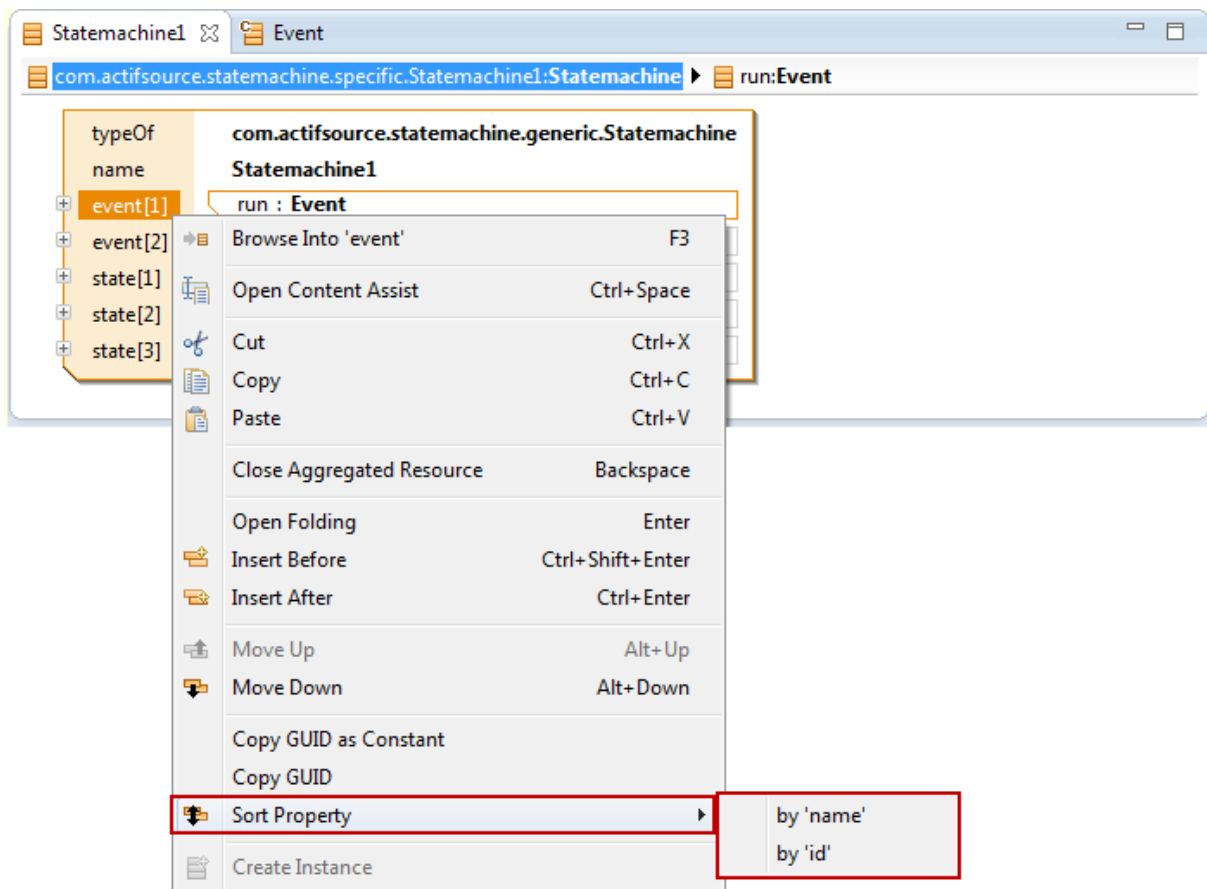 Statemachine1 Event
com.actifsource.statemachine.specific.Statemachine1:Statemachine run:Event
typeOf com.actifsource.statemachine.generic.Statemachine
name Statemachine1
event[1] run : Event
event[2]
state[1]
state[2]
state[3]
Browse Into 'event' F3
Open Content Assist Ctrl+Space
Cut Ctrl+X
Copy Ctrl+C
Paste Ctrl+V
Close Aggregated Resource Backspace
Open Folding Enter
Insert Before Ctrl+Shift+Enter
Insert After Ctrl+Enter
Move Up Alt+Up
Move Down Alt+Down
Copy GUID as Constant
Copy GUID
Sort Property
by 'name'
by 'id'
Create Instance